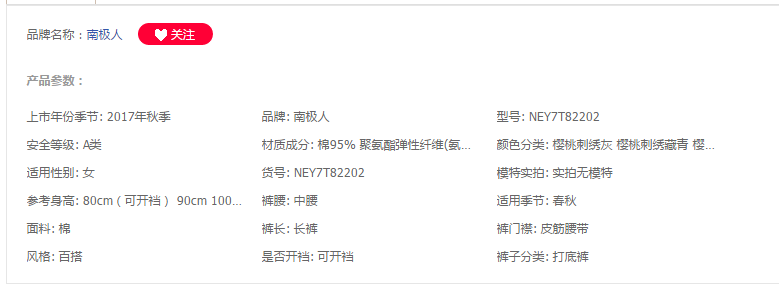 品牌名称：南极人 关注
产品参数：
上市年份季节: 2017年秋季 品牌: 南极人 型号: NEY7T82202
安全等级: A类 材质成分: 棉95% 聚氨酯弹性纤维(氨... 颜色分类: 樱桃刺绣灰 樱桃刺绣藏青 樱...
适用性别: 女 货号: NEY7T82202 模特实拍: 实拍无模特
参考身高: 80cm（可开裆） 90cm 100... 裤腰: 中腰 适用季节: 春秋
面料: 棉 裤长: 长裤 裤门襟: 皮筋腰带
风格: 百搭 是否开裆: 可开裆 裤子分类: 打底裤